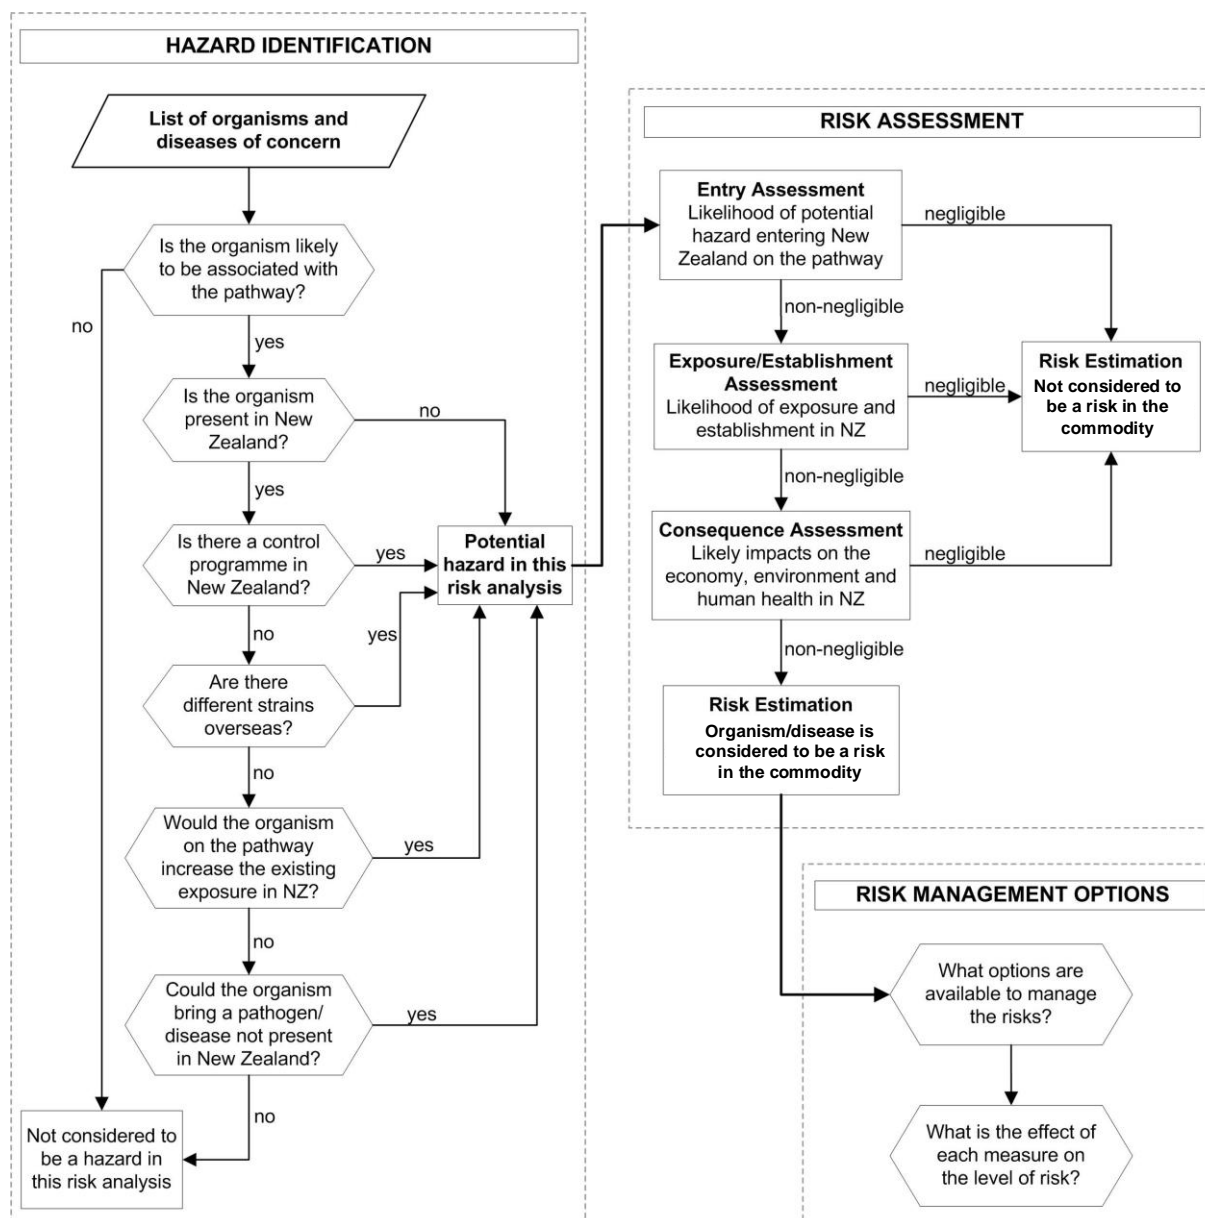 HAZARD IDENTIFICATION
List of organisms and
diseases of concern
Is the organism likely
to be associated with
the pathway?
no
yes
Is the organism
present in New
Zealand?
no
yes
Is there a control
programme in
New Zealand?
yes
no
Potential
hazard in this
risk analysis
Are there
different strains
overseas?
yes
no
Would the organism
on the pathway
increase the existing
exposure in NZ?
yes
no
Could the organism
bring a pathogen/
disease not present
in New Zealand?
yes
no
Not considered to
be a hazard in
this risk analysis
RISK ASSESSMENT
Entry Assessment
Likelihood of potential
hazard entering New
Zealand on the pathway
negligible
non-negligible
Exposure/Establishment
Assessment
Likelihood of exposure and
establishment in NZ
negligible
Risk Estimation
Not considered to
be a risk in the
commodity
non-negligible
Consequence Assessment
Likely impacts on the
economy, environment and
human health in NZ
negligible
non-negligible
Risk Estimation
Organism/disease is
considered to be a risk
in the commodity
RISK MANAGEMENT OPTIONS
What options are
available to manage
the risks?
What is the effect of
each measure on
the level of risk?